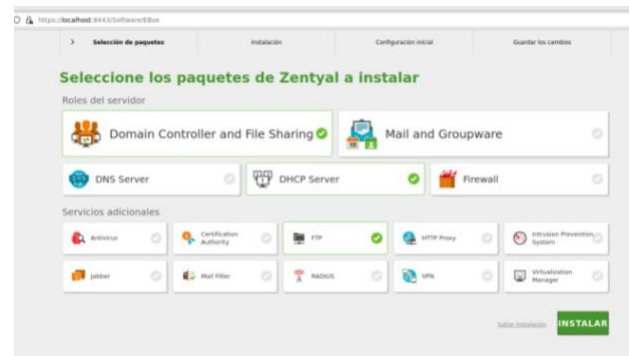 https://localhost:8443/Software/EBox
Selección de paquetes Instalación Configuración inicial Guardar los cambios
Seleccione los paquetes de Zentyal a instalar
Roles del servidor
Domain Controller and File Sharing Mail and Groupware
DNS Server DHCP Server Firewall
Servicios adicionales
Antivirus Certification Authority FTP HTTP Proxy Intrusion Prevention System
Jabber Mail Filter RADIUS VPN Virtualization Manager
Saltar instalación INSTALAR